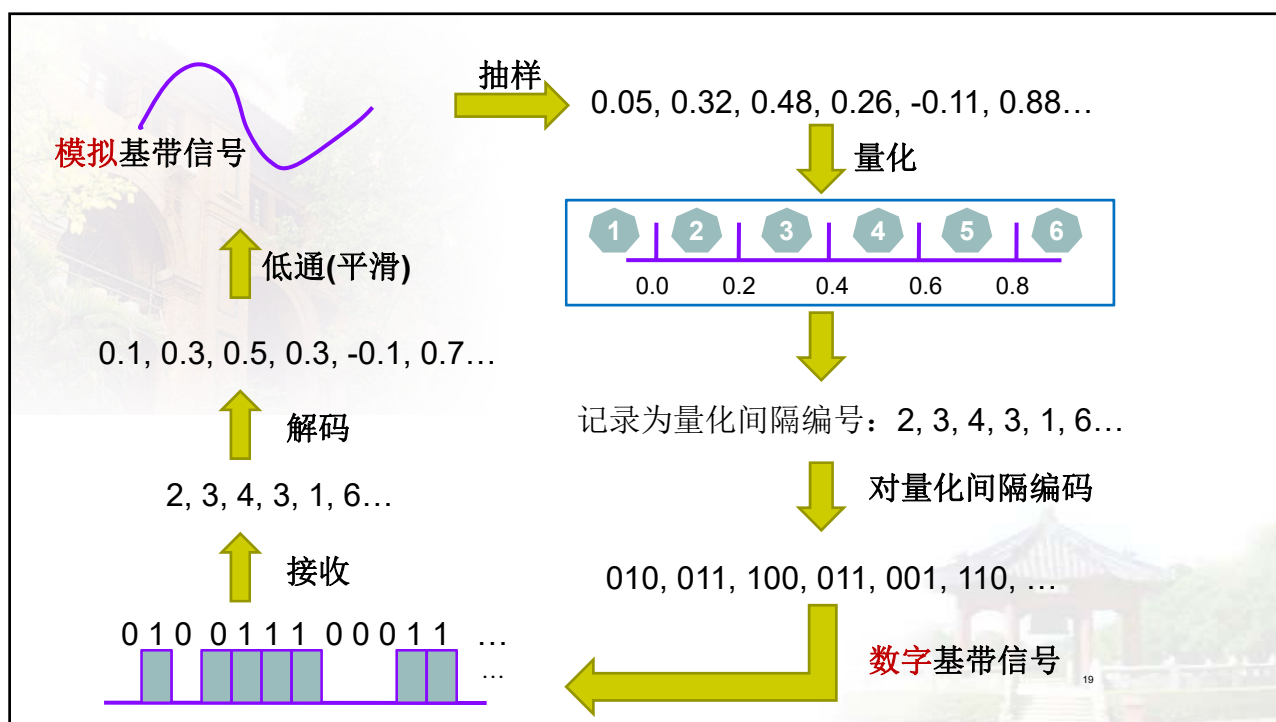 抽样
0.05, 0.32, 0.48, 0.26, -0.11, 0.88…
模拟基带信号
量化
1 2 3 4 5 6
0.0 0.2 0.4 0.6 0.8
低通(平滑)
0.1, 0.3, 0.5, 0.3, -0.1, 0.7…
记录为量化间隔编号：2, 3, 4, 3, 1, 6…
解码
对量化间隔编码
2, 3, 4, 3, 1, 6…
接收
010, 011, 100, 011, 001, 110, …
0 1 0 0 1 1 1 0 0 0 1 1 …
…
数字基带信号
19